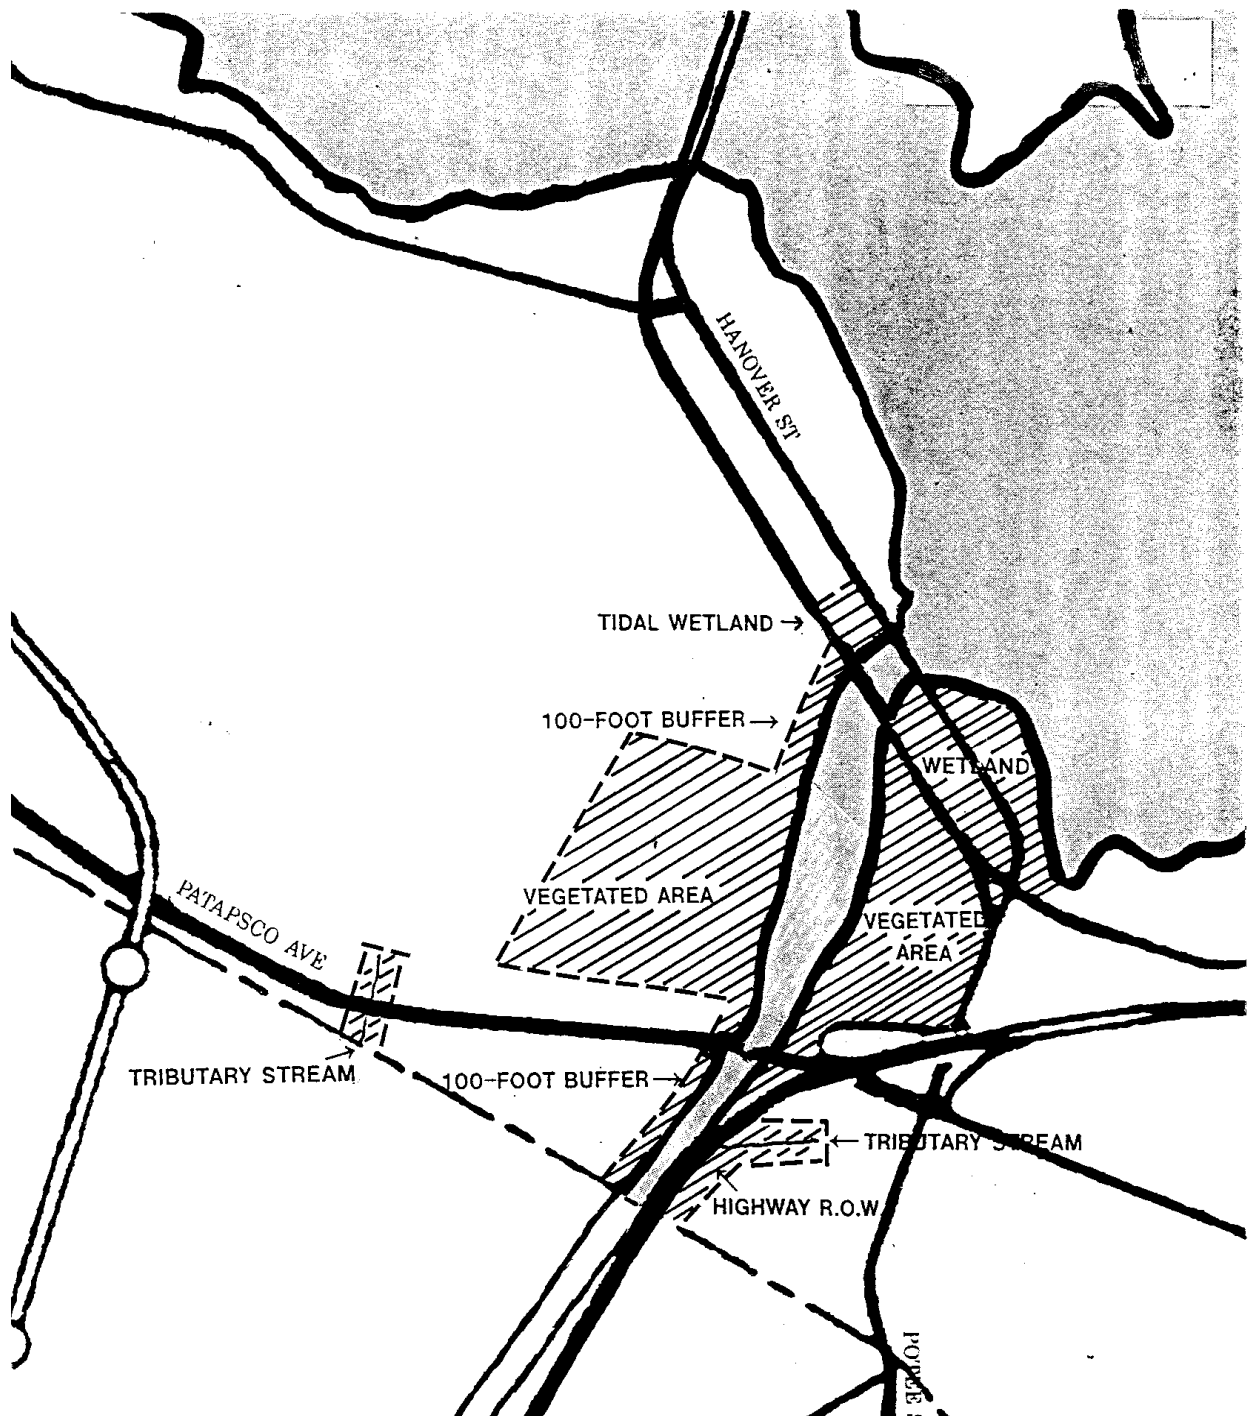 HANOVER ST
TIDAL WETLAND →
100-FOOT BUFFER →
WETLAND
VEGETATED AREA
VEGETATED
AREA
PATAPSCO AVE
TRIBUTARY STREAM
100-FOOT BUFFER →
← TRIBUTARY STREAM
HIGHWAY R.O.W.
POTEE S